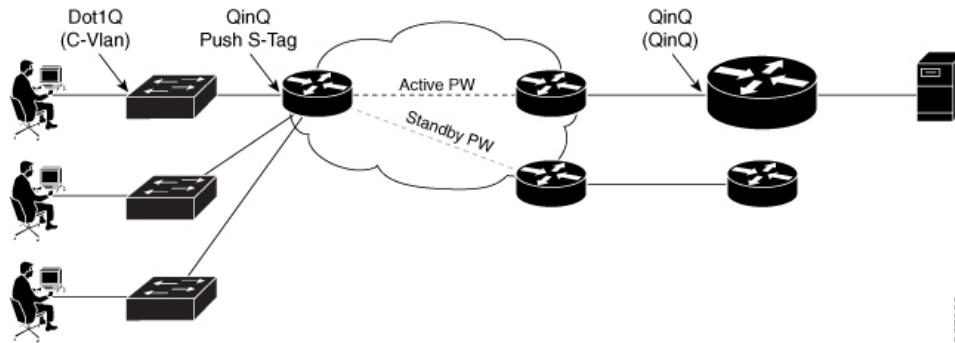 Dot1Q
(C-Vlan)
QinQ
Push S-Tag
QinQ
(QinQ)
Active PW
Standby PW